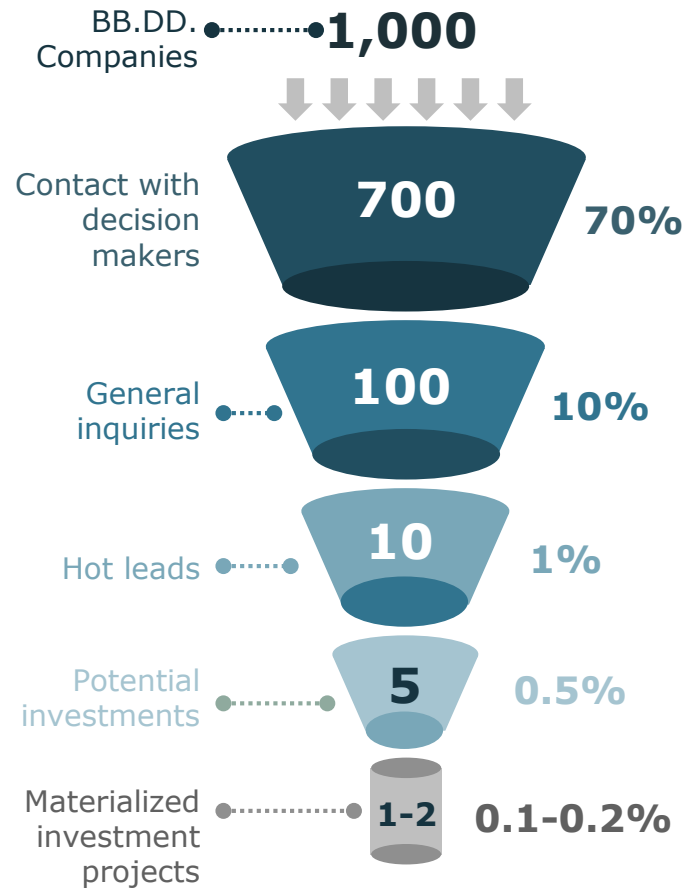 BB.DD.
Companies
1,000
Contact with
decision
makers
700
70%
General
inquiries
100
10%
Hot leads
10
1%
Potential
investments
5
0.5%
Materialized
investment
projects
1-2
0.1-0.2%